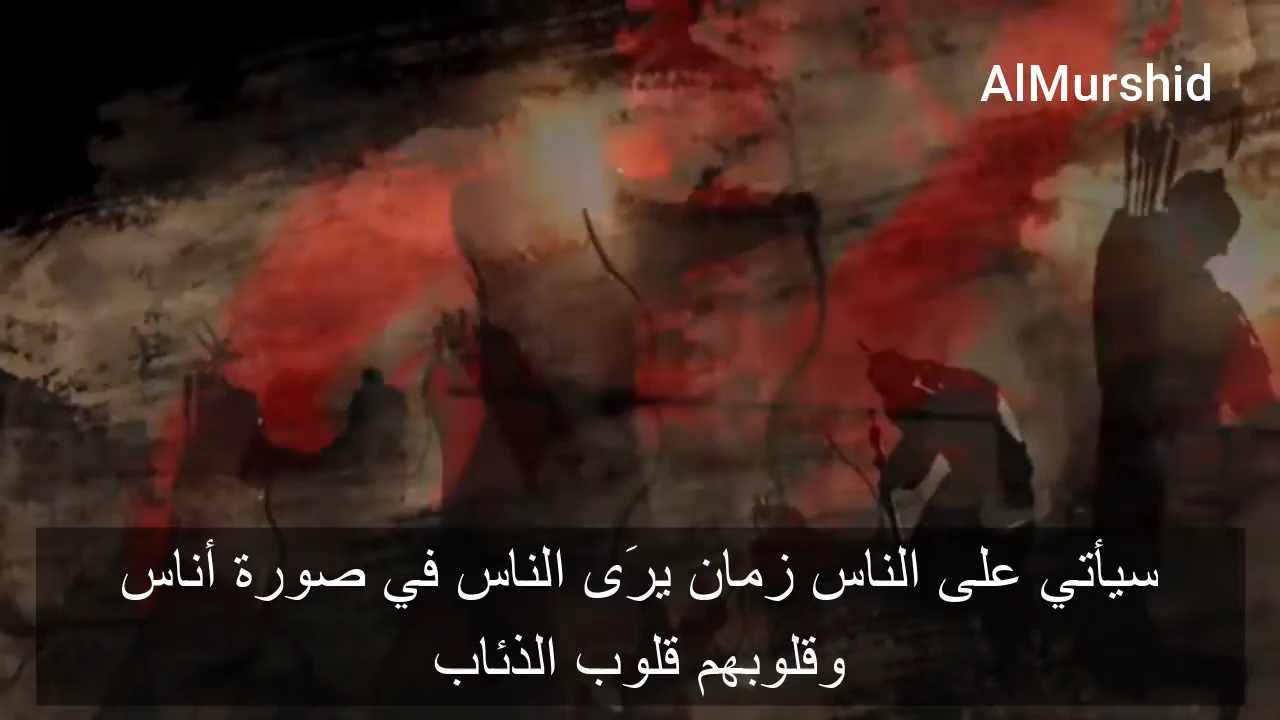 AlMurshid
سيأتي على الناس زمان يرَى الناس في صورة أناس
وقلوبهم قلوب الذئاب